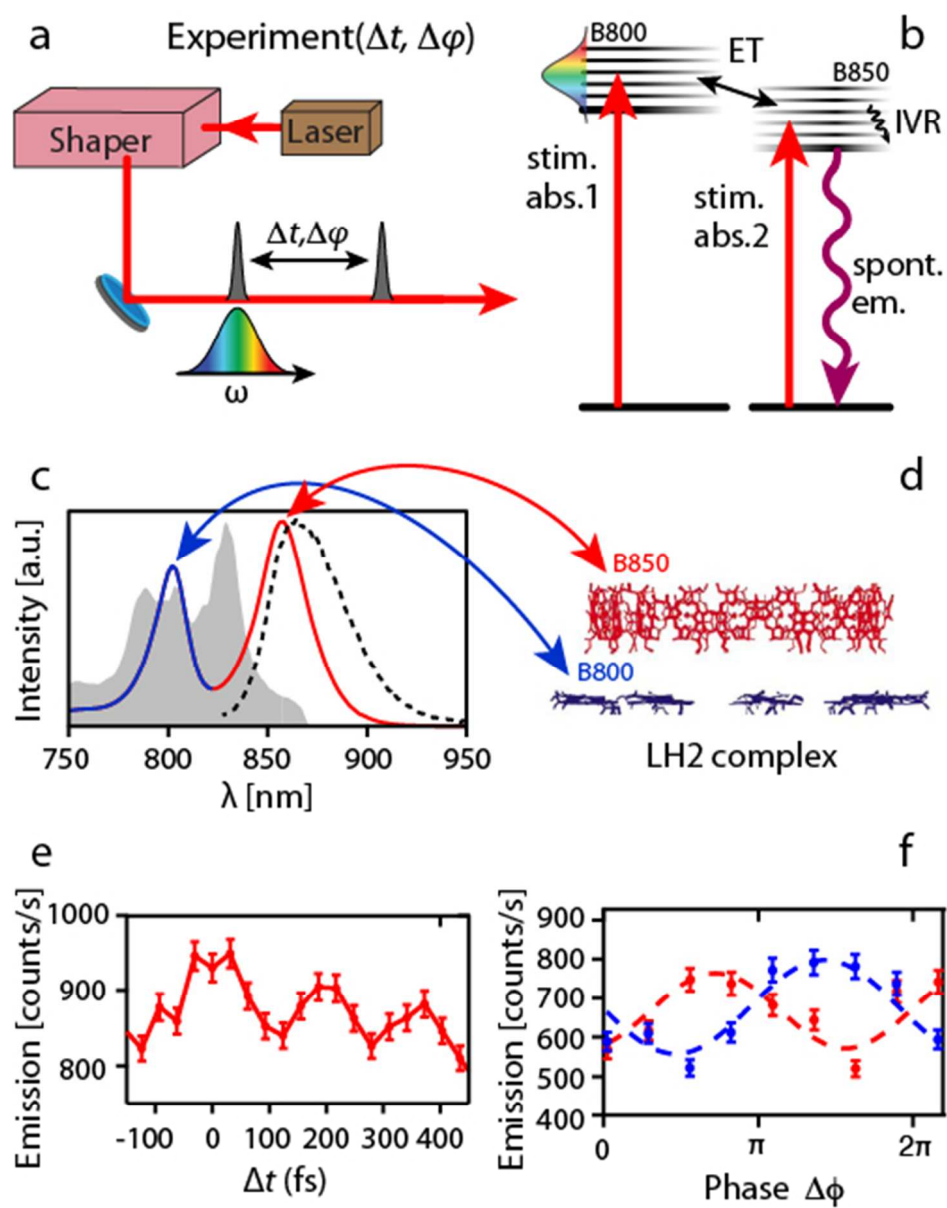 a
Experiment(Δt, Δφ)
Shaper
Laser
Δt,Δφ
ω
b
B800
ET
B850
IVR
stim.
abs.1
stim.
abs.2
spont.
em.
c
Intensity [a.u.]
750 800 850 900 950
λ [nm]
d
B850
B800
LH2 complex
e
Emission [counts/s]
1000
900
800
-100 0 100 200 300 400
Δt (fs)
f
Emission [counts/s]
900
800
700
600
500
400
0 π 2π
Phase Δϕ